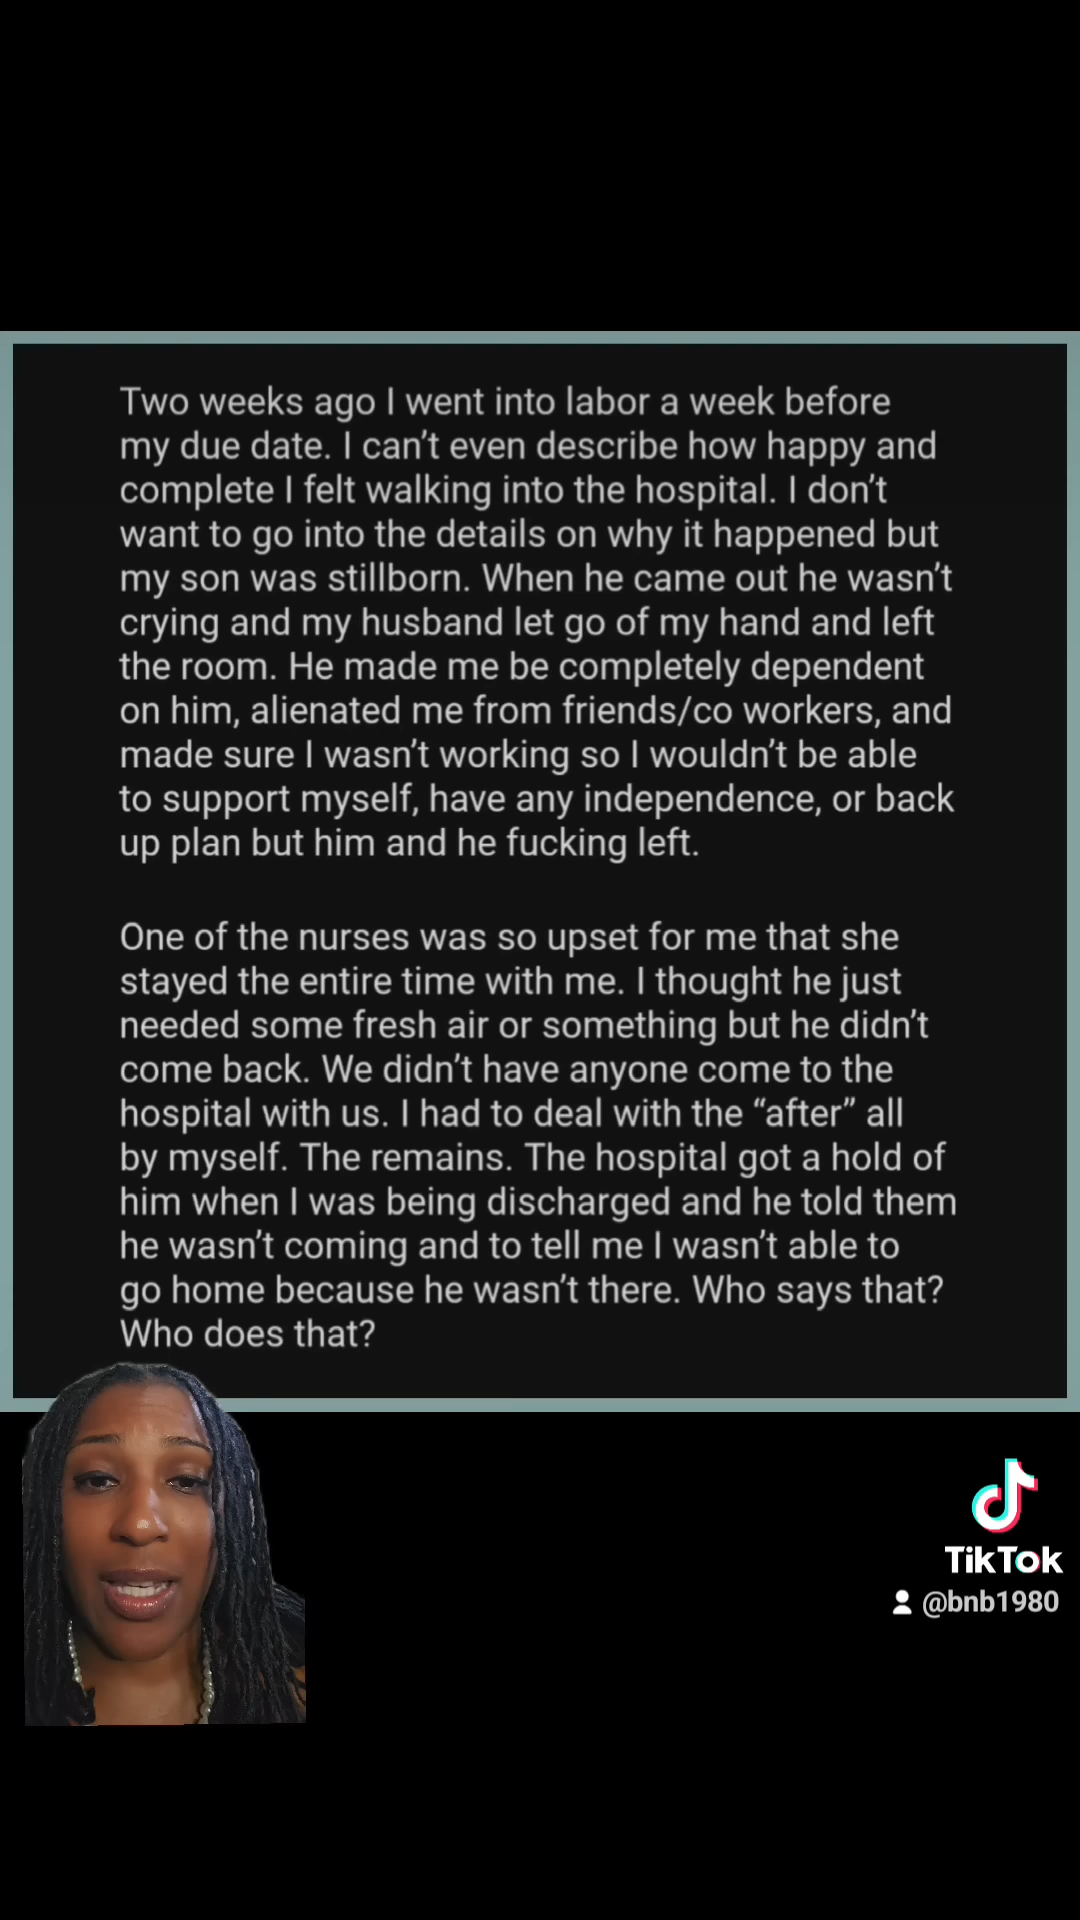 Two weeks ago I went into labor a week before
my due date. I can’t even describe how happy and
complete I felt walking into the hospital. I don’t
want to go into the details on why it happened but
my son was stillborn. When he came out he wasn’t
crying and my husband let go of my hand and left
the room. He made me be completely dependent
on him, alienated me from friends/co workers, and
made sure I wasn’t working so I wouldn’t be able
to support myself, have any independence, or back
up plan but him and he fucking left.
One of the nurses was so upset for me that she
stayed the entire time with me. I thought he just
needed some fresh air or something but he didn’t
come back. We didn’t have anyone come to the
hospital with us. I had to deal with the “after” all
by myself. The remains. The hospital got a hold of
him when I was being discharged and he told them
he wasn’t coming and to tell me I wasn’t able to
go home because he wasn’t there. Who says that?
Who does that?
TikTok
@bnb1980